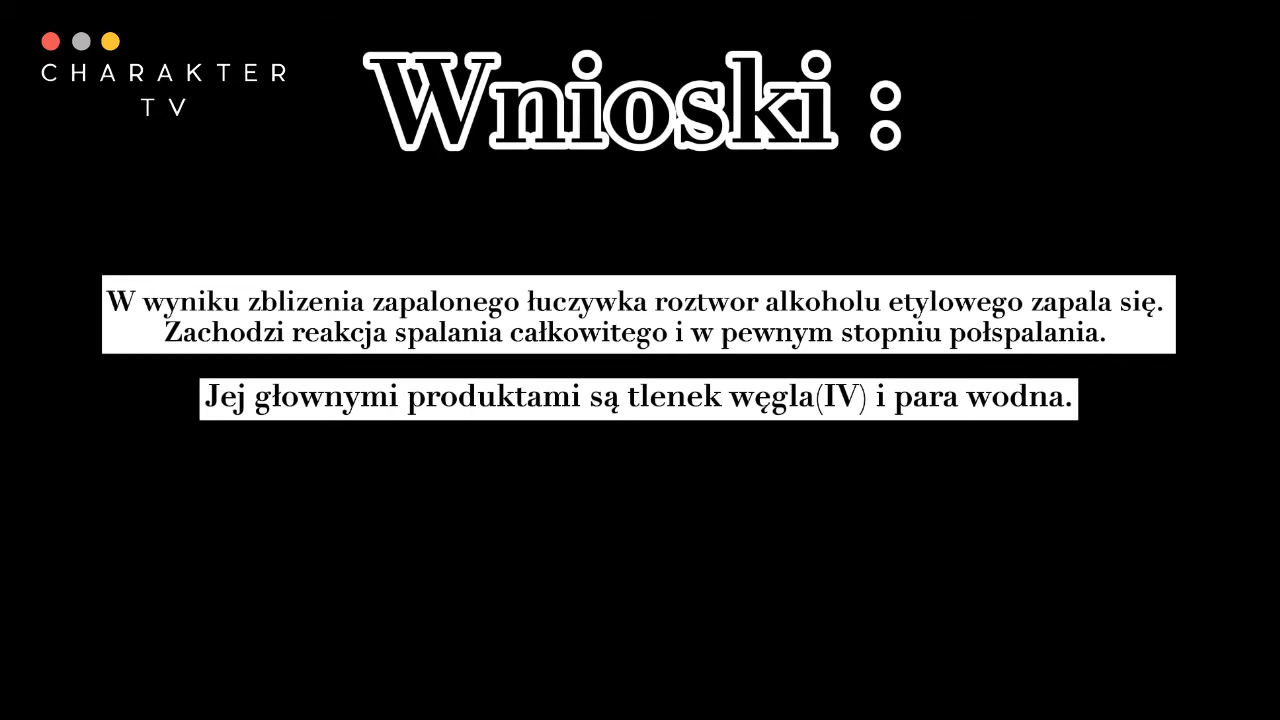 CHARAKTER
TV
Wnioski :
W wyniku zblizenia zapalonego łuczywka roztwor alkoholu etylowego zapala się.
Zachodzi reakcja spalania całkowitego i w pewnym stopniu połspalania.
Jej głownymi produktami są tlenek węgla(IV) i para wodna.